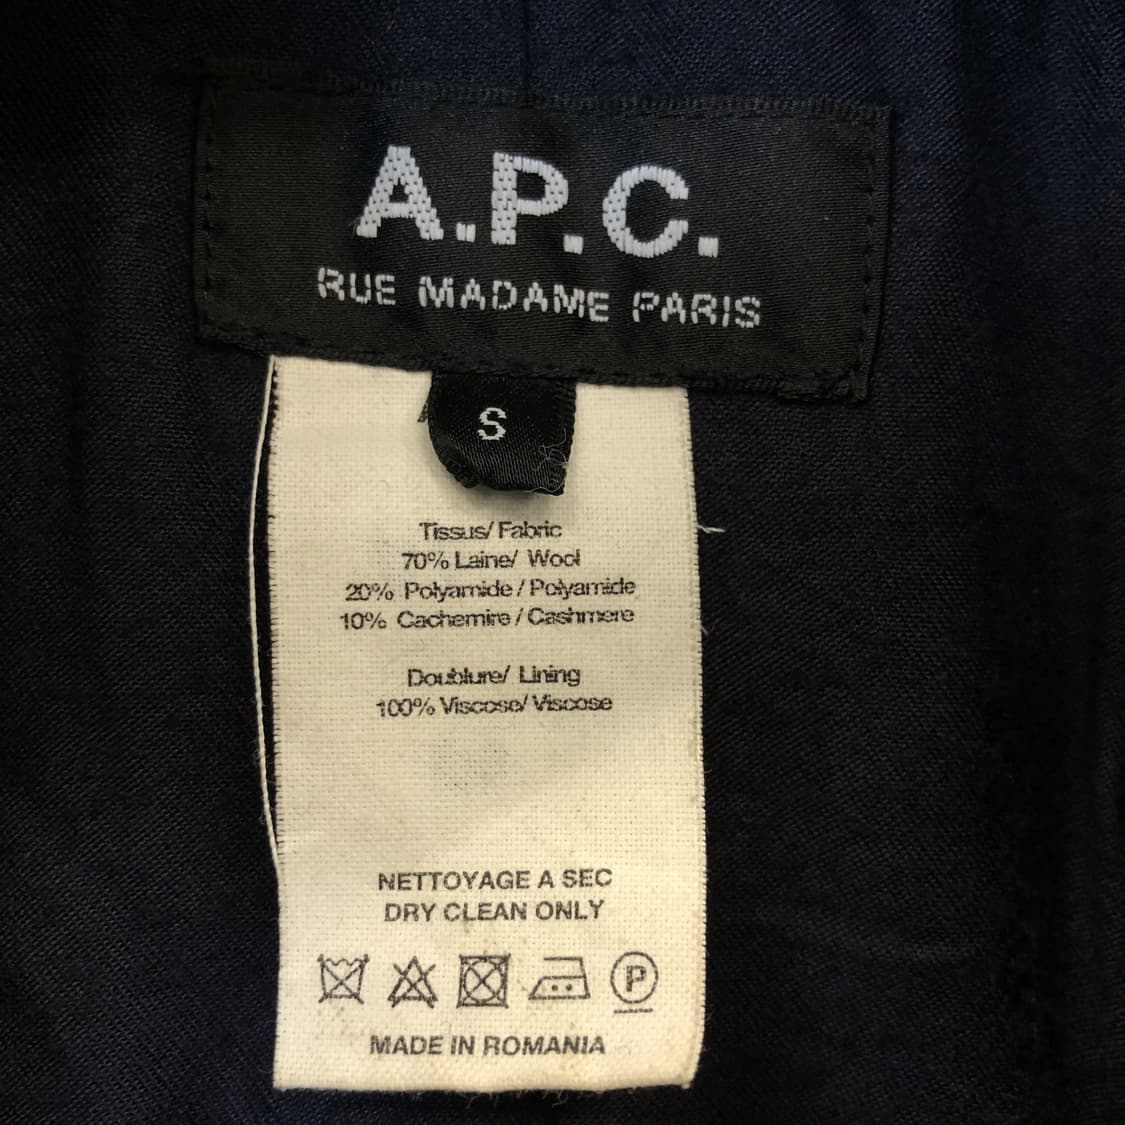 A.P.C.
RUE MADAME PARIS
S
Tissus/ Fabric
70% Laine/ Wool
20% Polyamide / Polyamide
10% Cachemire / Cashmere
Doublure/ Lining
100% Viscose/ Viscose
NETTOYAGE A SEC
DRY CLEAN ONLY
P
MADE IN ROMANIA